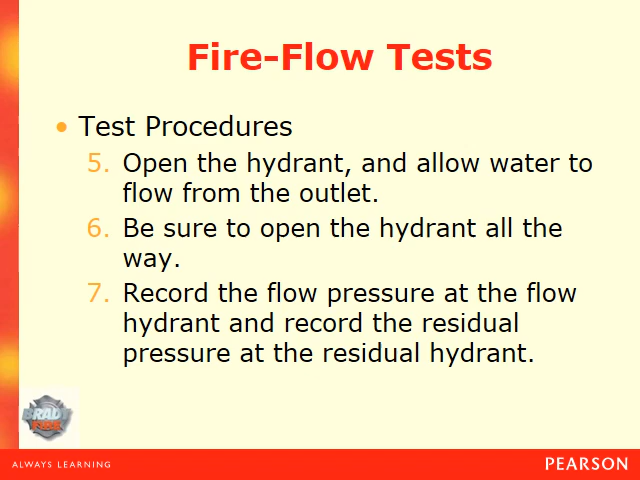 Fire-Flow Tests
• Test Procedures
5. Open the hydrant, and allow water to
flow from the outlet.
6. Be sure to open the hydrant all the
way.
7. Record the flow pressure at the flow
hydrant and record the residual
pressure at the residual hydrant.
BRADY
FIRE
ALWAYS LEARNING
PEARSON